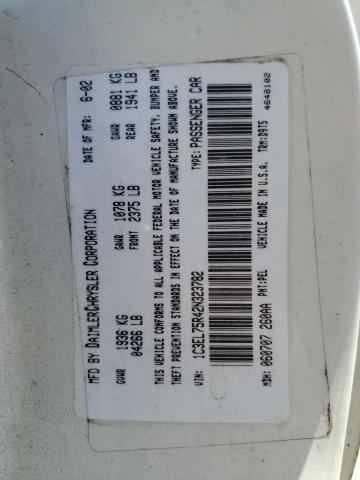 MFD BY DAIMLERCHRYSLER CORPORATION DATE OF MFR: 6-02
GVWR 1936 KG GAWR 1078 KG GAWR 0881 KG
04266 LB FRONT 2375 LB REAR 1941 LB
THIS VEHICLE CONFORMS TO ALL APPLICABLE FEDERAL MOTOR VEHICLE SAFETY, BUMPER AND
THEFT PREVENTION STANDARDS IN EFFECT ON THE DATE OF MANUFACTURE SHOWN ABOVE.
VIN: 1C3EL75R42N323782 TYPE: PASSENGER CAR
MDH: 060707 260AA PNT: PEL VEHICLE MADE IN U.S.A. TRM: D9T5
4648102